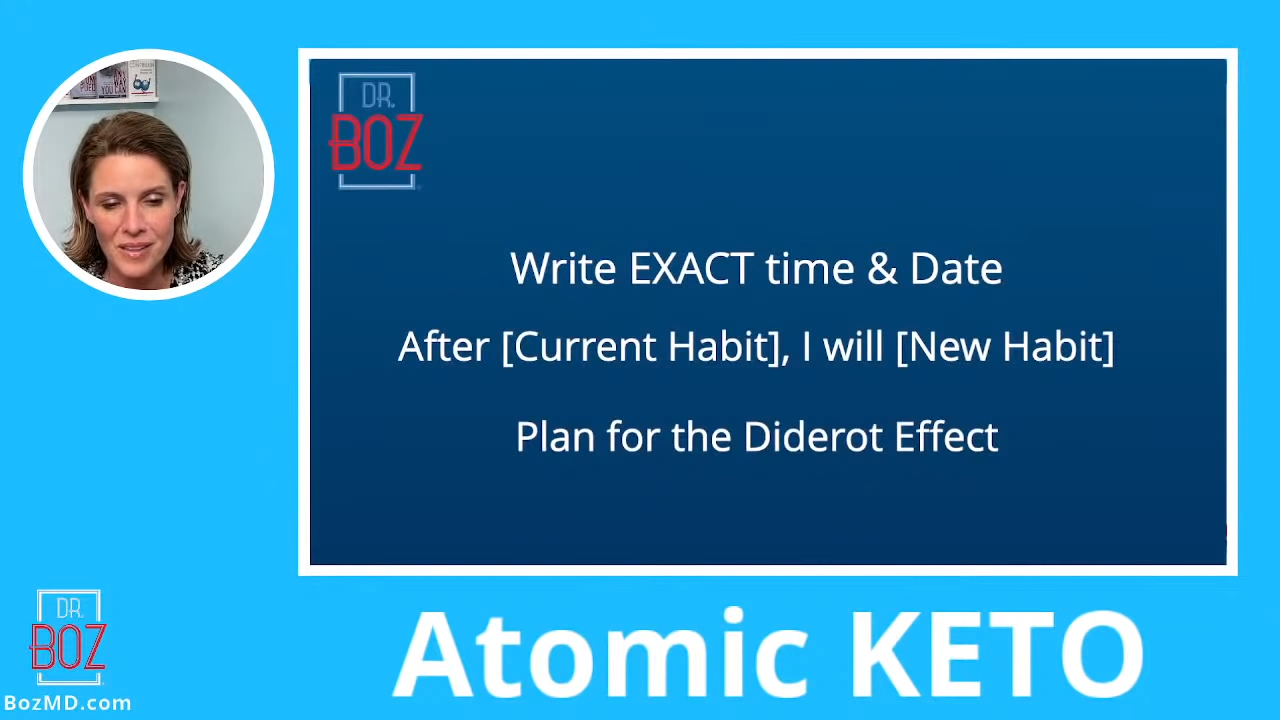 DR.
BOZ
Write EXACT time & Date
After [Current Habit], I will [New Habit]
Plan for the Diderot Effect
DR.
BOZ
BozMD.com
Atomic KETO